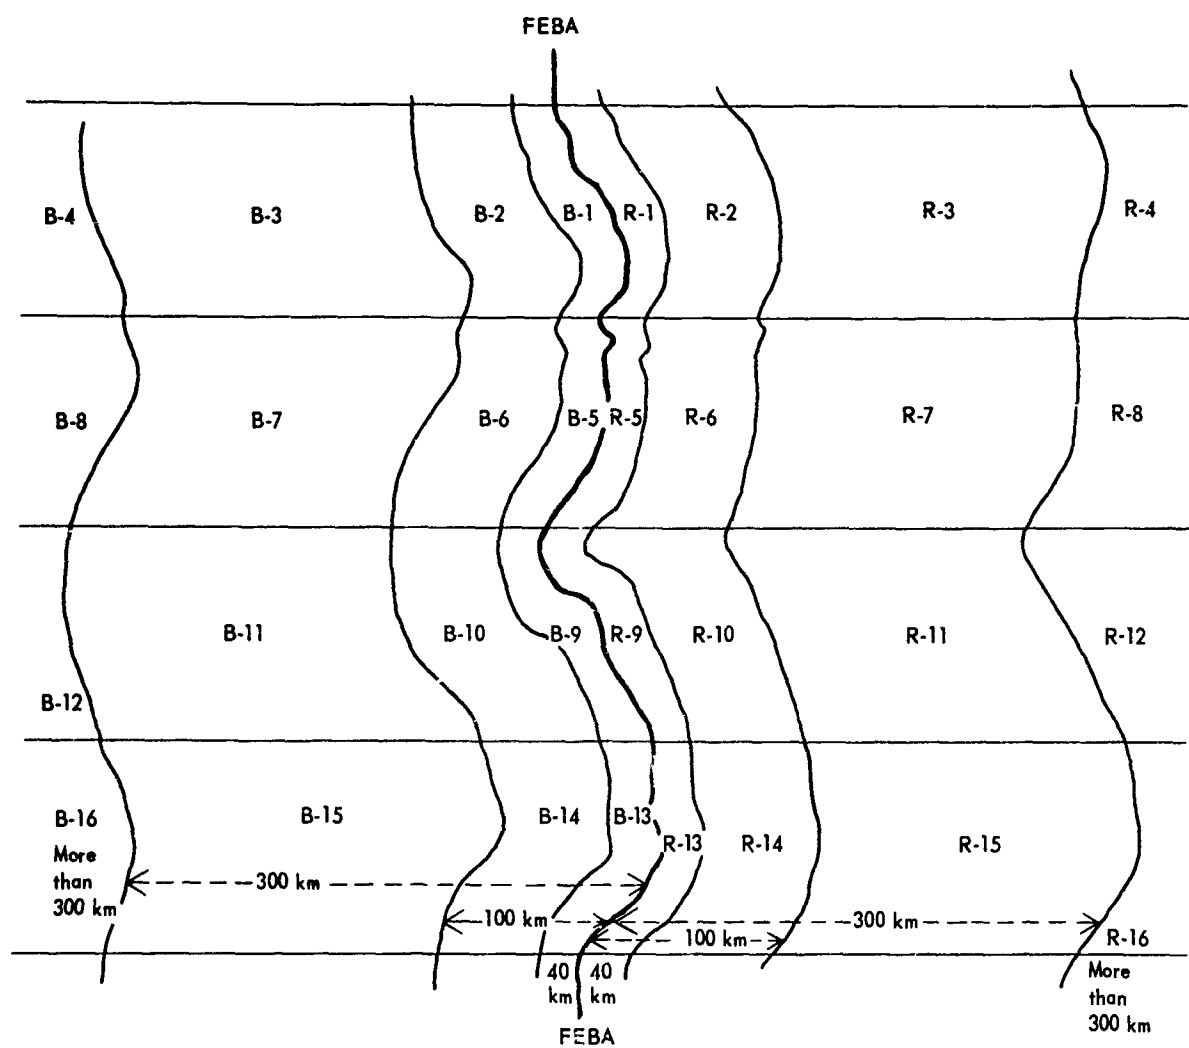 FEBA
B-4 B-3 B-2 B-1 R-1 R-2 R-3 R-4
B-8 B-7 B-6 B-5 R-5 R-6 R-7 R-8
B-11 B-10 B-9 R-9 R-10 R-11 R-12
B-12
B-16 B-15 B-14 B-13
R-13 R-14 R-15
More
than
300 km
300 km
100 km 300 km
100 km R-16
40 40
km km
More
than
300 km
FEBA